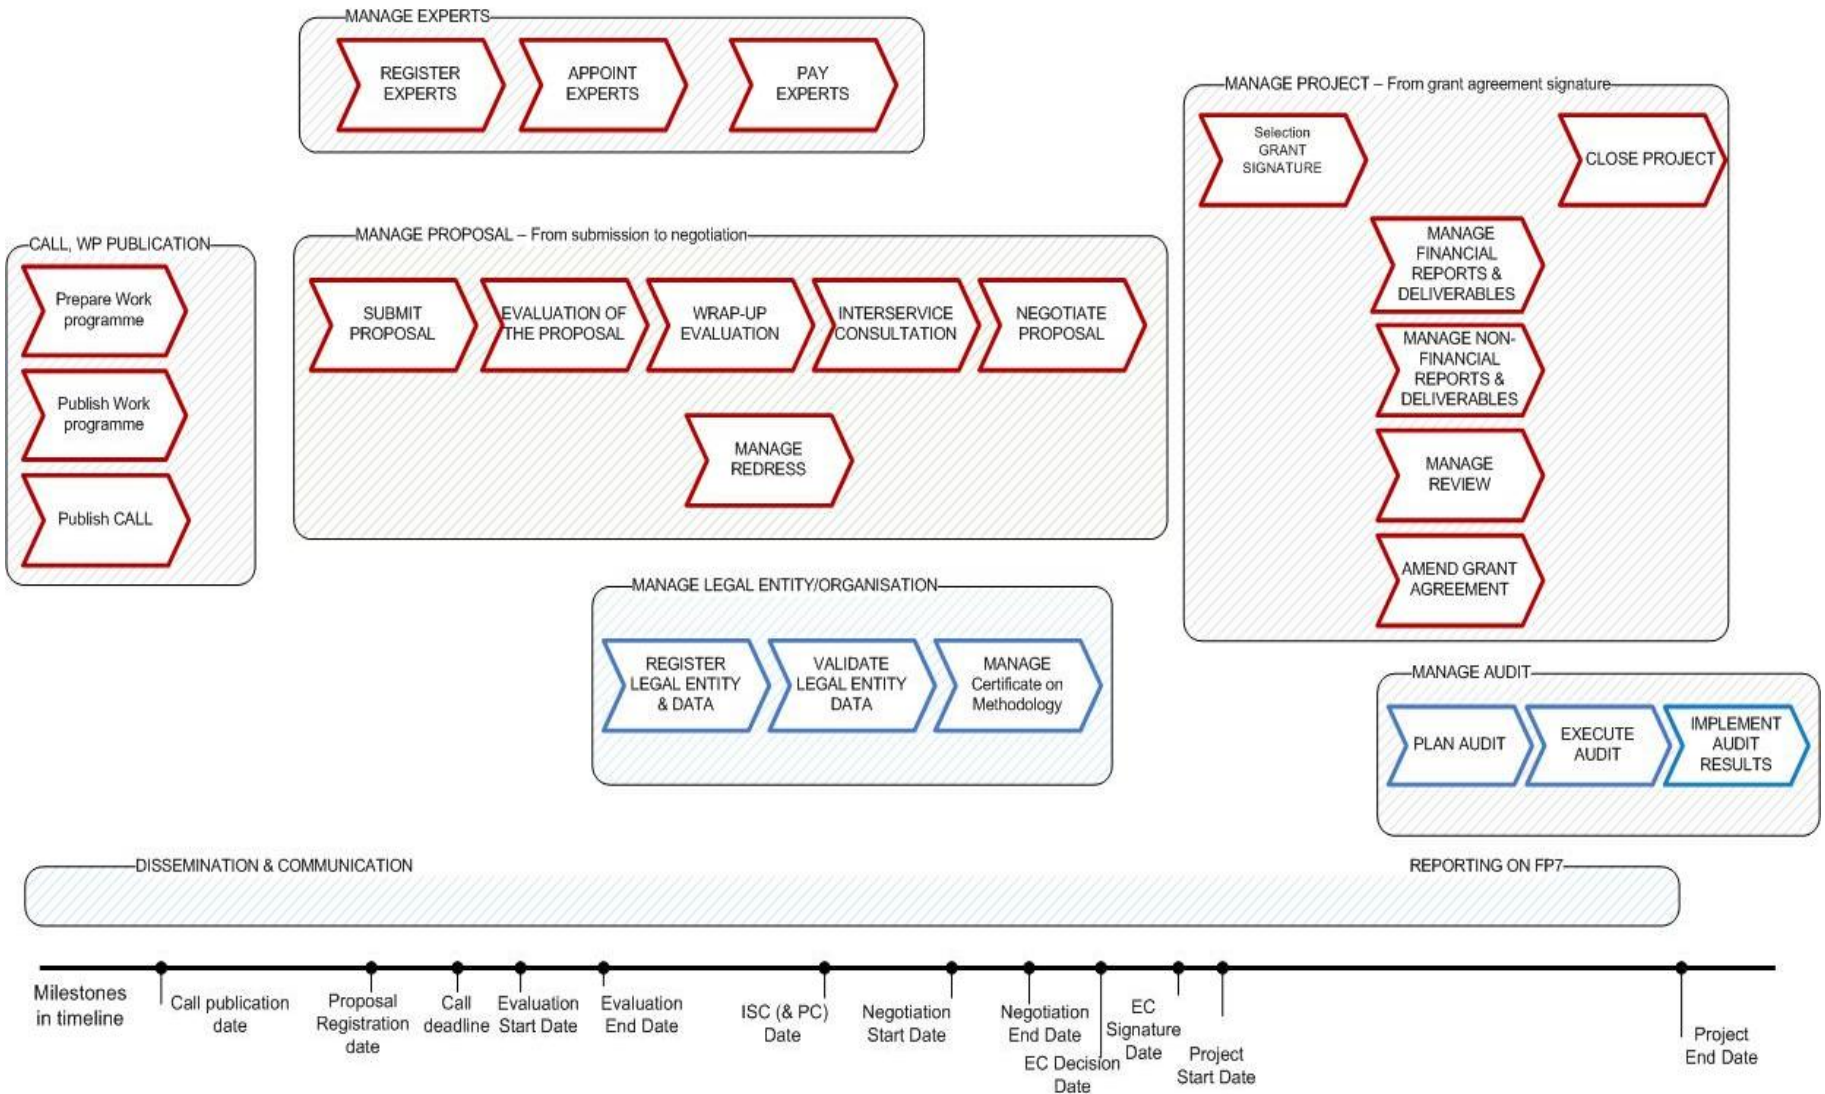 MANAGE EXPERTS
REGISTER
EXPERTS
APPOINT
EXPERTS
PAY
EXPERTS
MANAGE PROJECT – From grant agreement signature
Selection
GRANT
SIGNATURE
CLOSE PROJECT
MANAGE
FINANCIAL
REPORTS &
DELIVERABLES
MANAGE NON-
FINANCIAL
REPORTS &
DELIVERABLES
MANAGE
REVIEW
AMEND GRANT
AGREEMENT
CALL, WP PUBLICATION
Prepare Work
programme
Publish Work
programme
Publish CALL
MANAGE PROPOSAL – From submission to negotiation
SUBMIT
PROPOSAL
EVALUATION OF
THE PROPOSAL
WRAP-UP
EVALUATION
INTERSERVICE
CONSULTATION
NEGOTIATE
PROPOSAL
MANAGE
REDRESS
MANAGE LEGAL ENTITY/ORGANISATION
REGISTER
LEGAL ENTITY
& DATA
VALIDATE
LEGAL ENTITY
DATA
MANAGE
Certificate on
Methodology
MANAGE AUDIT
PLAN AUDIT
EXECUTE
AUDIT
IMPLEMENT
AUDIT
RESULTS
DISSEMINATION & COMMUNICATION
REPORTING ON FP7
Milestones
in timeline
Call publication
date
Proposal
Registration
date
Call
deadline
Evaluation
Start Date
Evaluation
End Date
ISC (& PC)
Date
Negotiation
Start Date
Negotiation
End Date
EC Decision
Date
EC
Signature
Date
Project
Start Date
Project
End Date